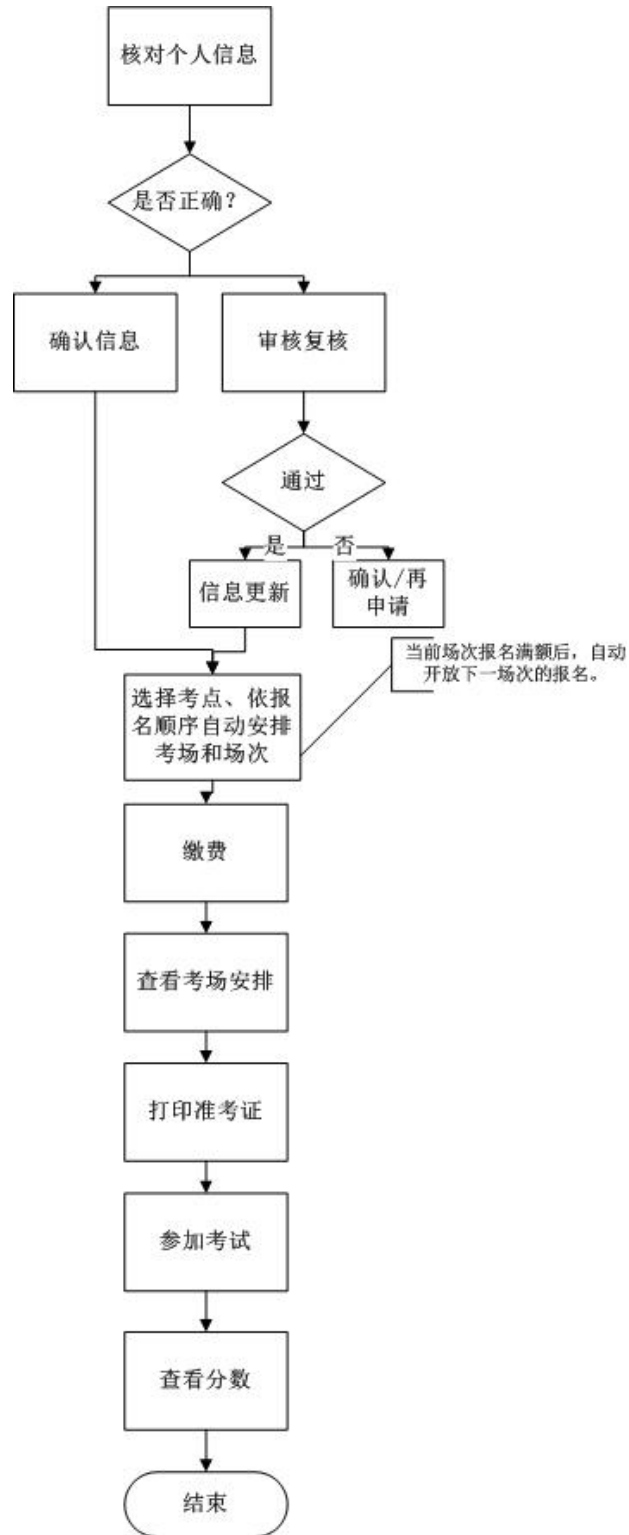 核对个人信息
是否正确?
确认信息
审核复核
通过
是
否
信息更新
确认/再
申请
当前场次报名满额后，自动
开放下一场次的报名。
选择考点、依报
名顺序自动安排
考场和场次
缴费
查看考场安排
打印准考证
参加考试
查看分数
结束